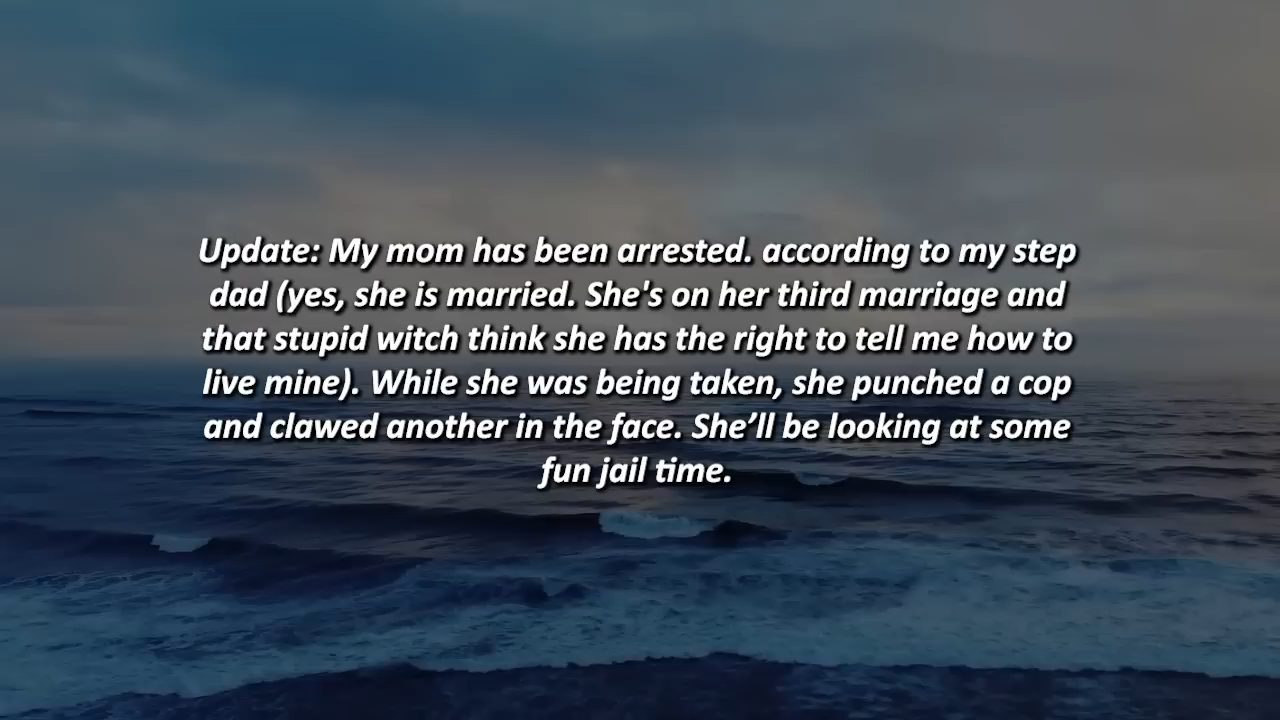 Update: My mom has been arrested. according to my step
dad (yes, she is married. She's on her third marriage and
that stupid witch think she has the right to tell me how to
live mine). While she was being taken, she punched a cop
and clawed another in the face. She’ll be looking at some
fun jail time.